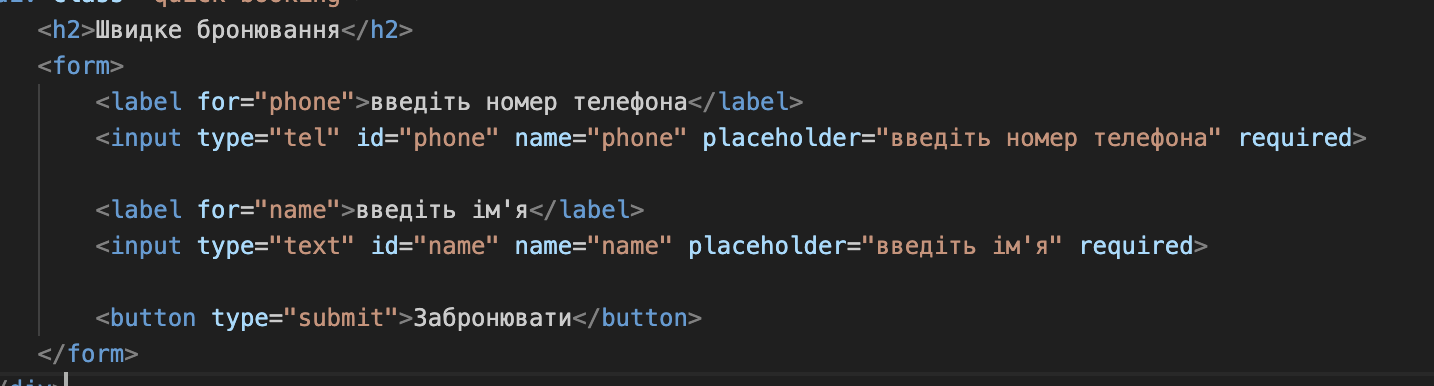 <h2>Швидке бронювання</h2>
<form>
<label for="phone">введіть номер телефона</label>
<input type="tel" id="phone" name="phone" placeholder="введіть номер телефона" required>
<label for="name">введіть ім'я</label>
<input type="text" id="name" name="name" placeholder="введіть ім'я" required>
<button type="submit">Забронювати</button>
</form>